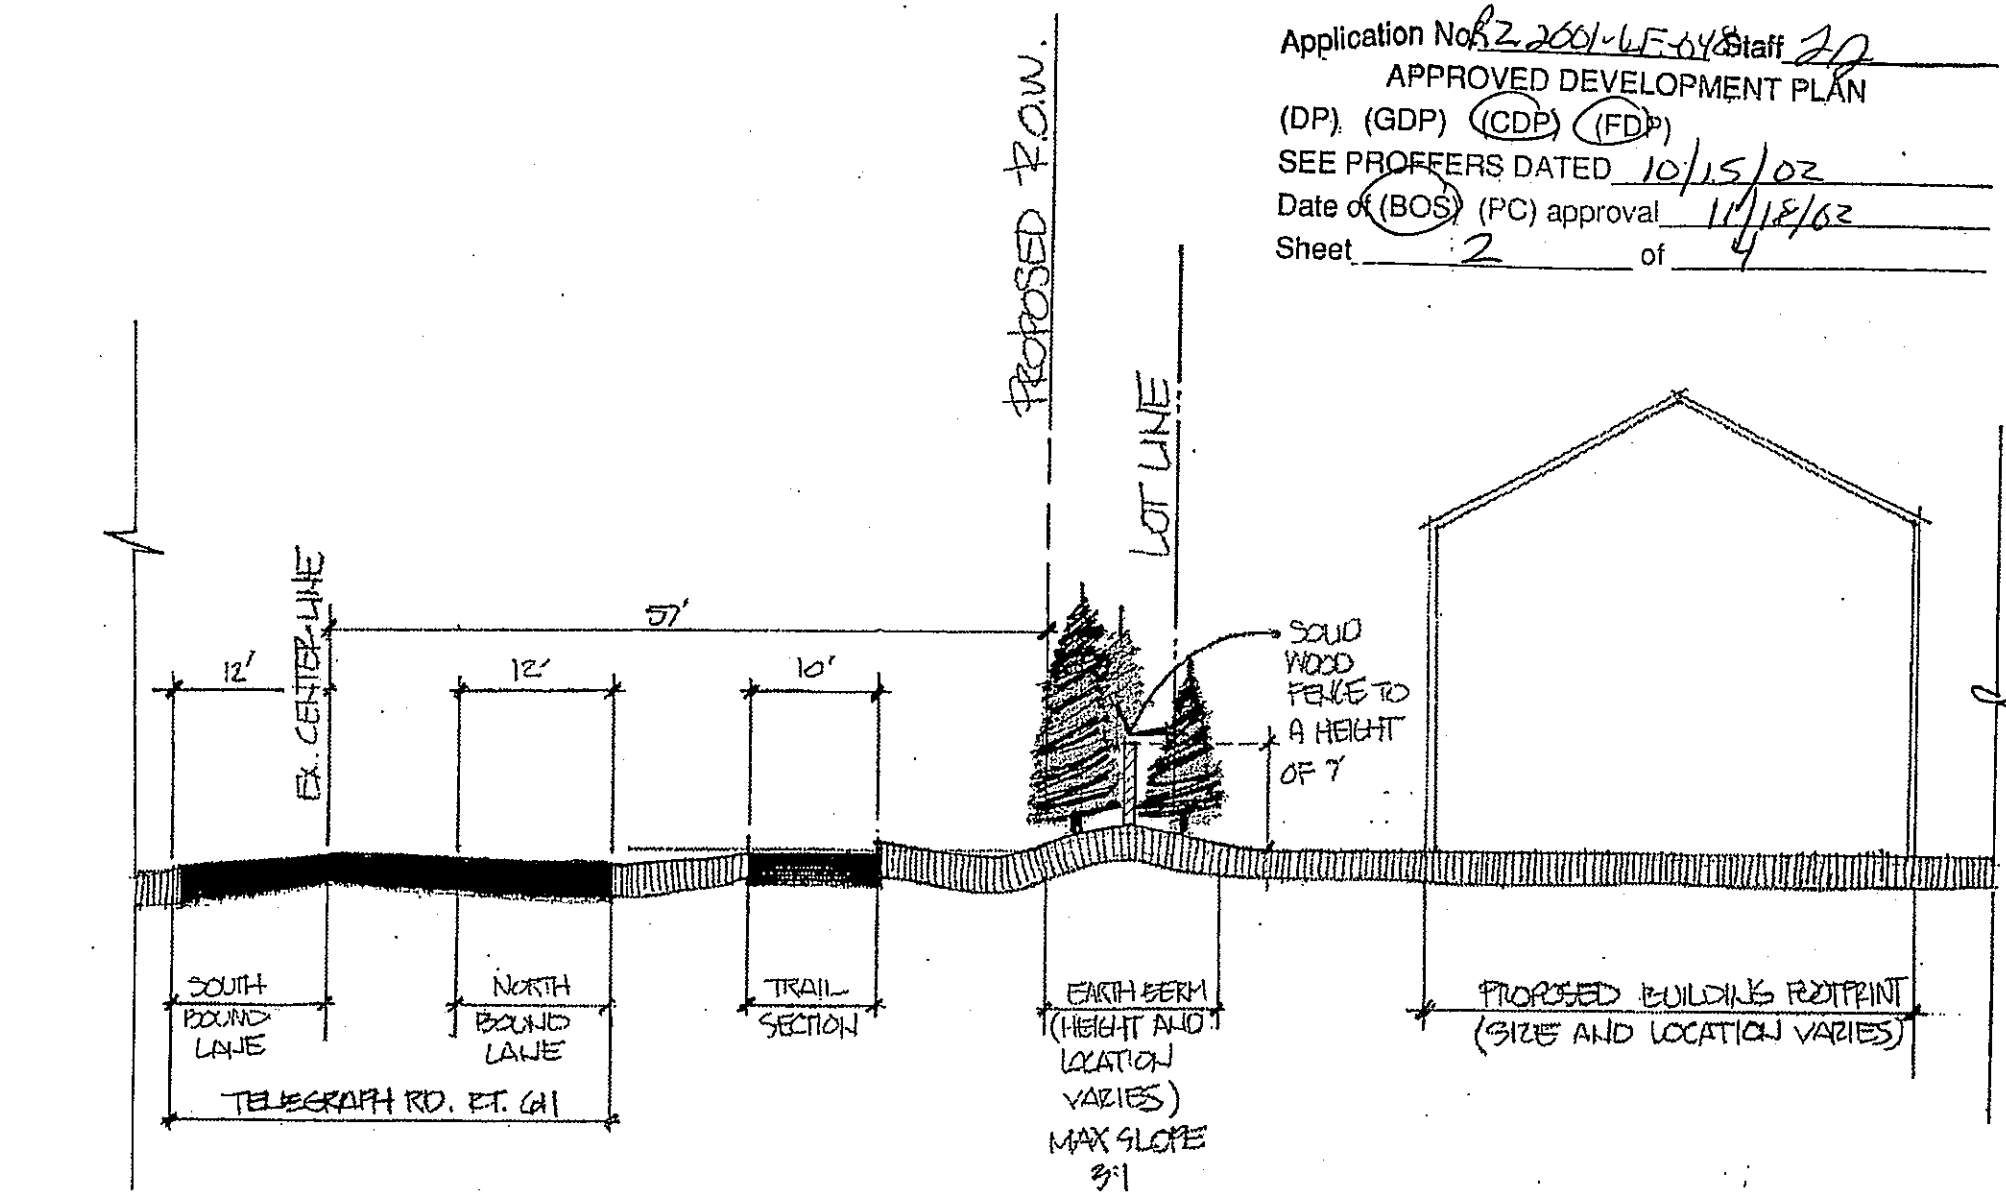 Application No RZ 2001-LE-048 Staff
APPROVED DEVELOPMENT PLAN
(DP) (GDP) (CDP) (FDP)
SEE PROFFERS DATED 10/15/02
Date of (BOS) (PC) approval 11/18/02
Sheet 2 of 4
PROPOSED R.O.W.
LOT LINE
EX. CENTER LINE
57'
12'
12'
10'
SOLID
WOOD
FENCE TO
A HEIGHT
OF 7'
SOUTH
BOUND
LANE
NORTH
BOUND
LANE
TRAIL
SECTION
EARTH BERM
(HEIGHT AND
LOCATION
VARIES)
MAX SLOPE
3:1
PROPOSED BUILDING FOOTPRINT
(SIZE AND LOCATION VARIES)
TELEGRAPH RD. RT. 611